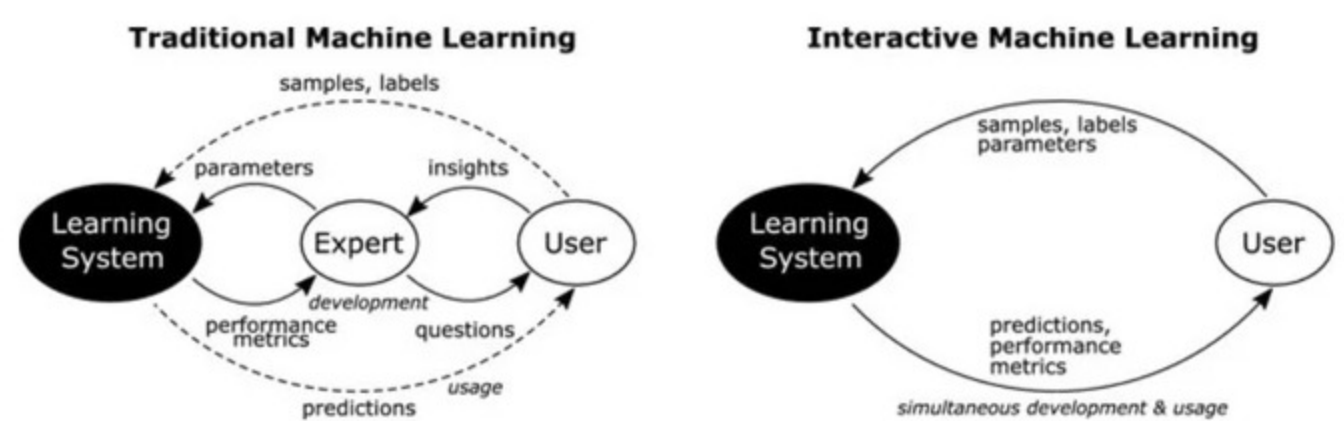 Traditional Machine Learning
samples, labels
parameters
insights
Learning
System
Expert
User
development
performance
metrics
questions
usage
predictions
Interactive Machine Learning
samples, labels
parameters
Learning
System
User
predictions,
performance
metrics
simultaneous development & usage